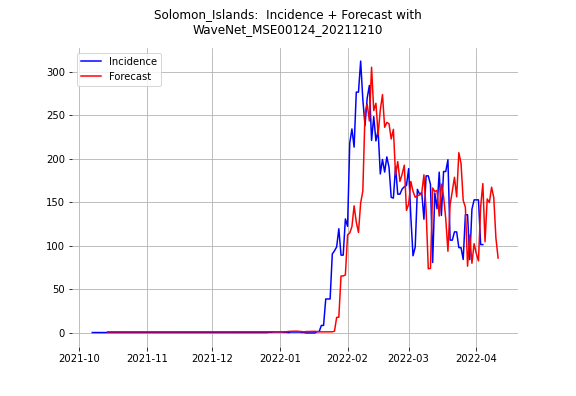 Solomon_Islands:  Incidence + Forecast with
WaveNet_MSE00124_20211210
Incidence
Forecast
300
250
200
150
100
50
0
2021-10 2021-11 2021-12 2022-01 2022-02 2022-03 2022-04